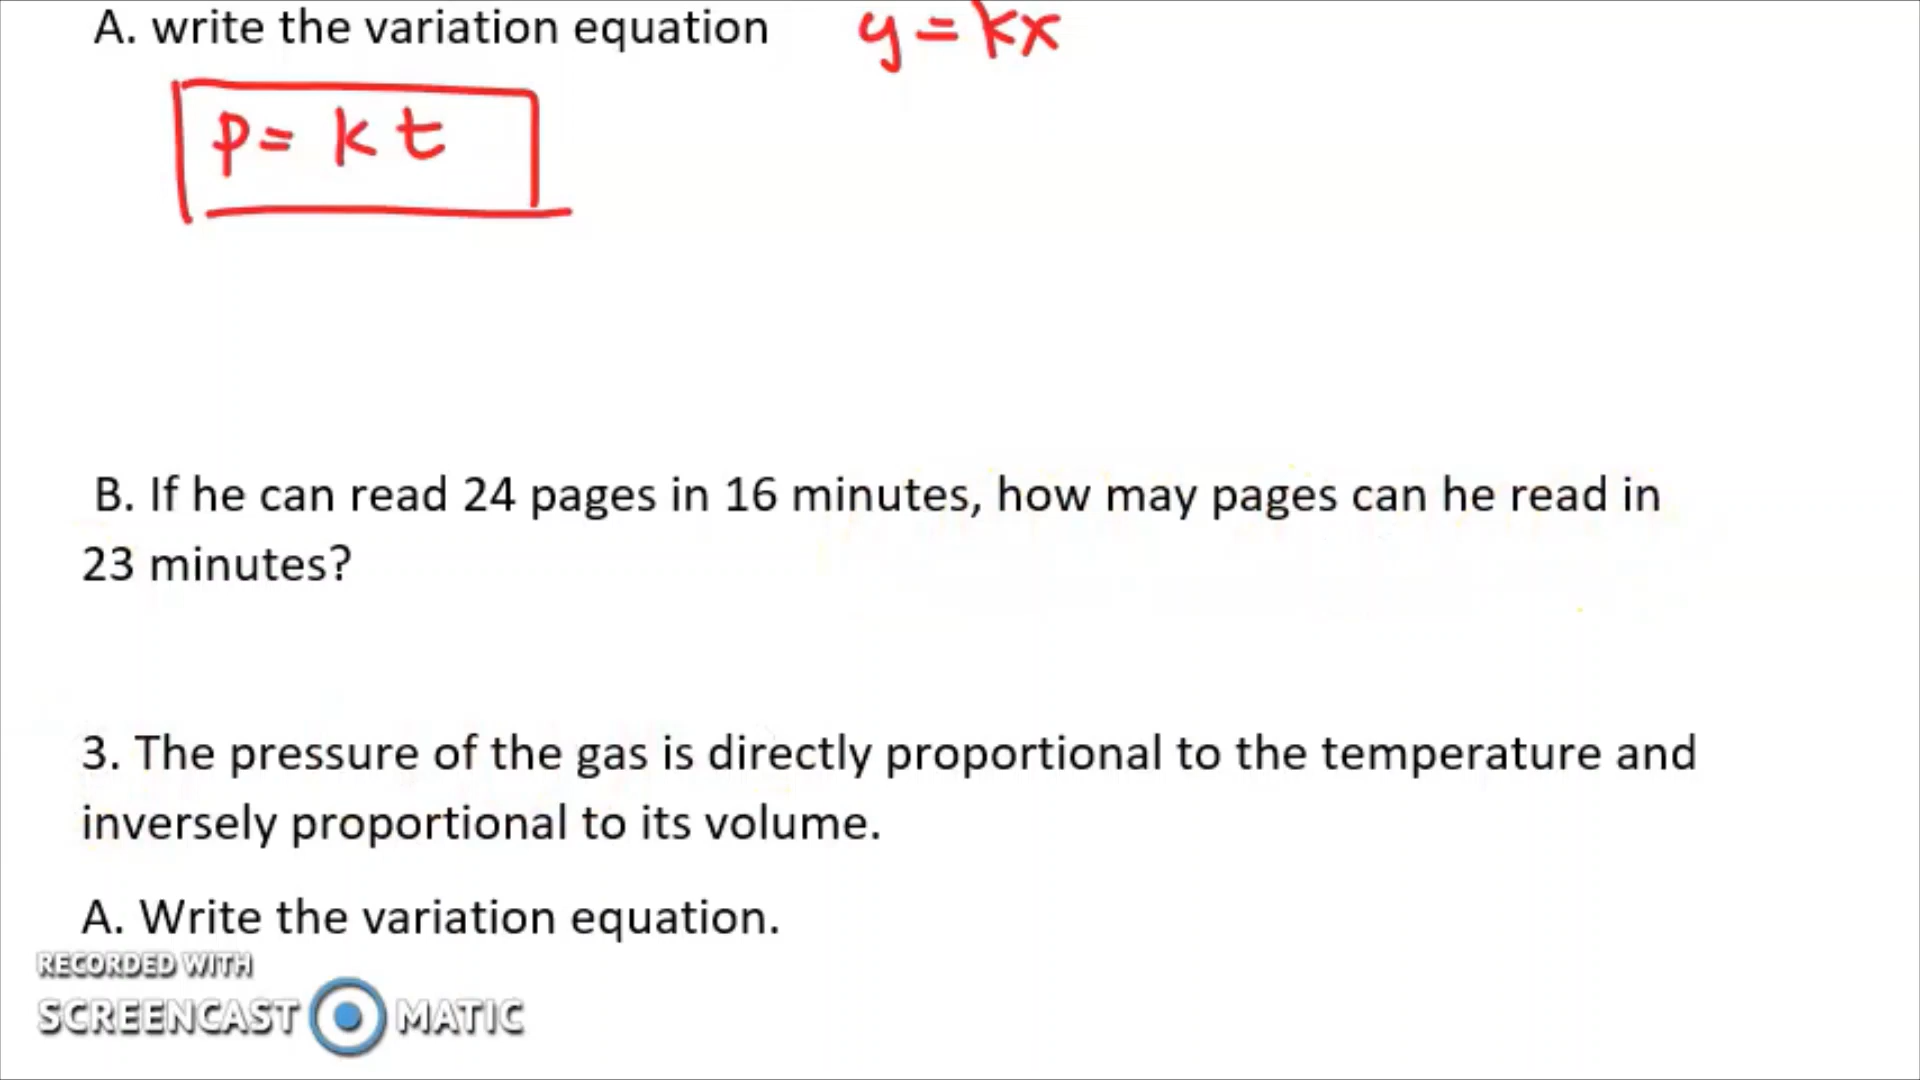 A. write the variation equation y = kx
p = kt
B. If he can read 24 pages in 16 minutes, how may pages can he read in
23 minutes?
3. The pressure of the gas is directly proportional to the temperature and
inversely proportional to its volume.
A. Write the variation equation.
RECORDED WITH
SCREENCAST MATIC